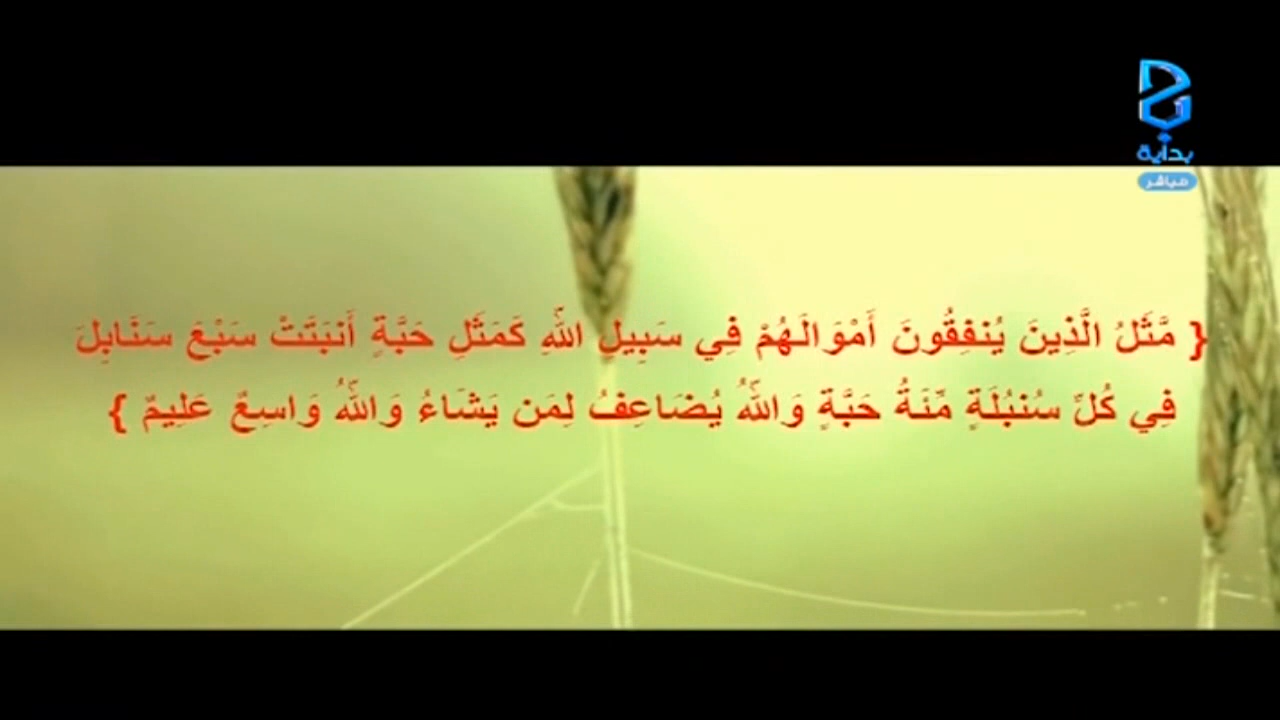 بداية
مباشر
{ مَّثَلُ الَّذِينَ يُنفِقُونَ أَمْوَالَهُمْ فِي سَبِيلِ اللَّهِ كَمَثَلِ حَبَّةٍ أَنبَتَتْ سَبْعَ سَنَابِلَ
فِي كُلِّ سُنبُلَةٍ مِّئَةُ حَبَّةٍ وَاللَّهُ يُضَاعِفُ لِمَن يَشَاءُ وَاللَّهُ وَاسِعٌ عَلِيمٌ }